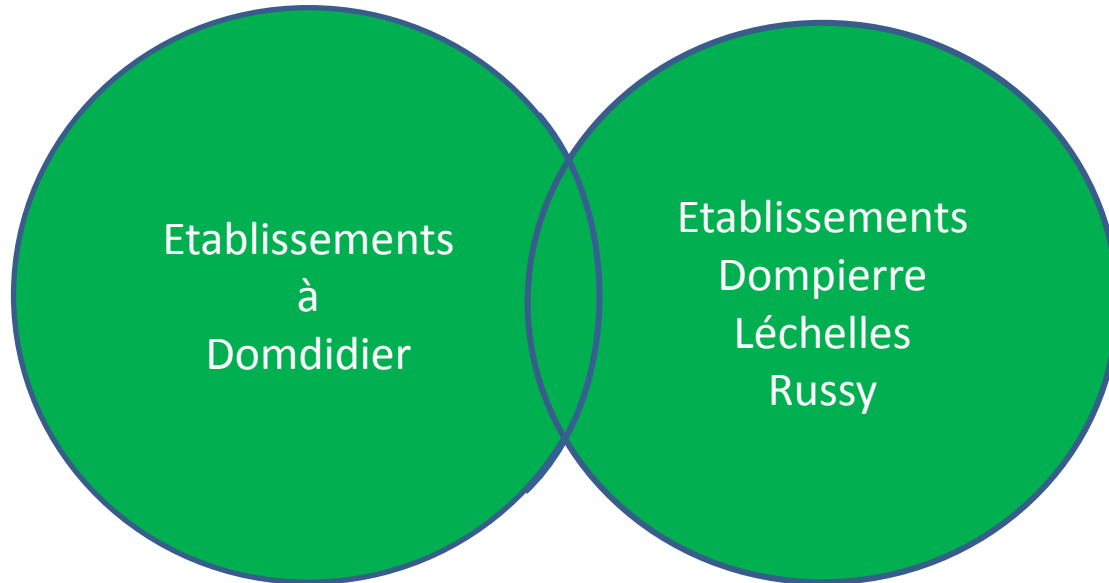 Etablissements
à
Domdidier
Etablissements
Dompierre
Léchelles
Russy